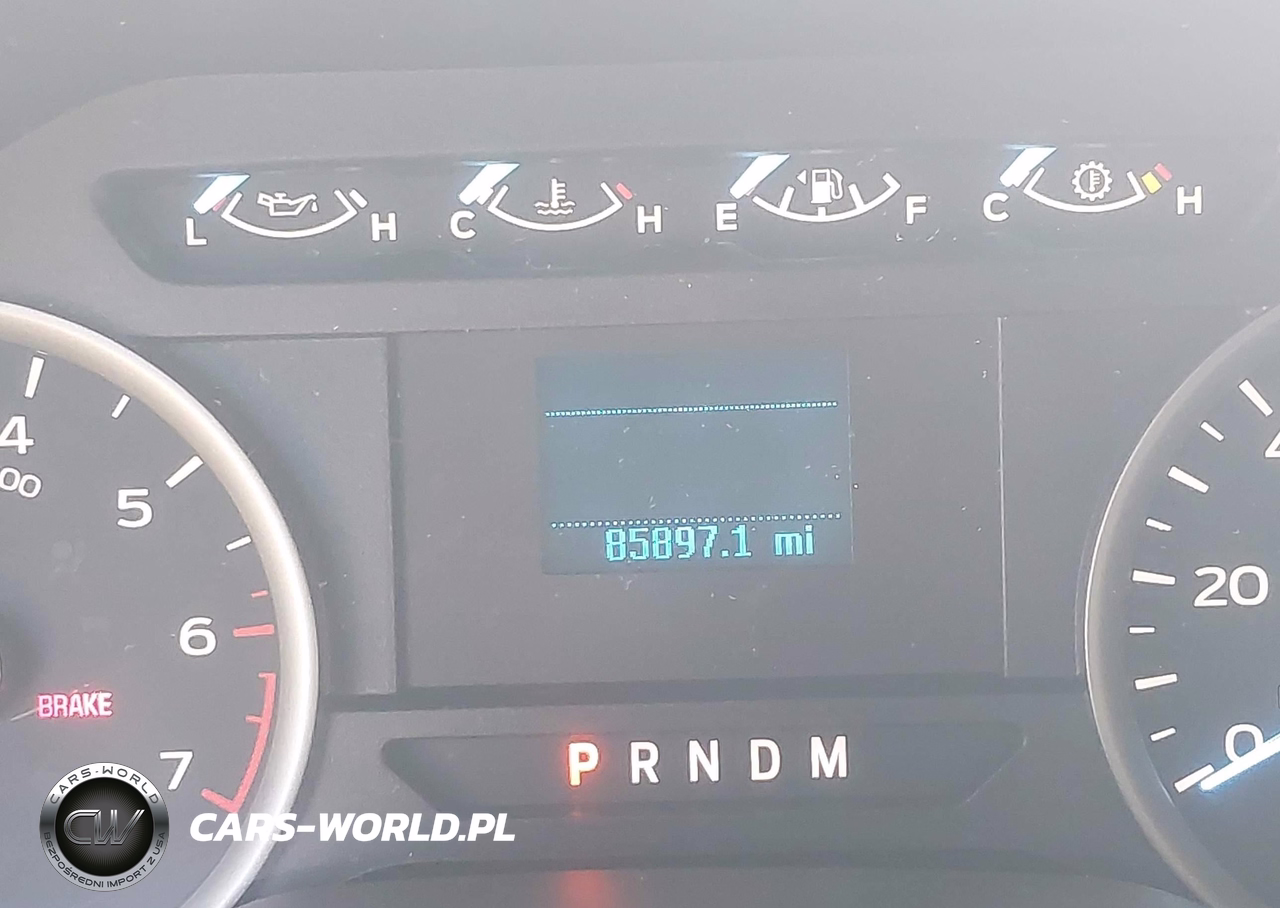 L H C H E F C H
4
00
5
6
7
BRAKE
85897.1 mi
20
0
P R N D M
CARS-WORLD
CW
BEZPOŚREDNI IMPORT Z USA
CARS-WORLD.PL